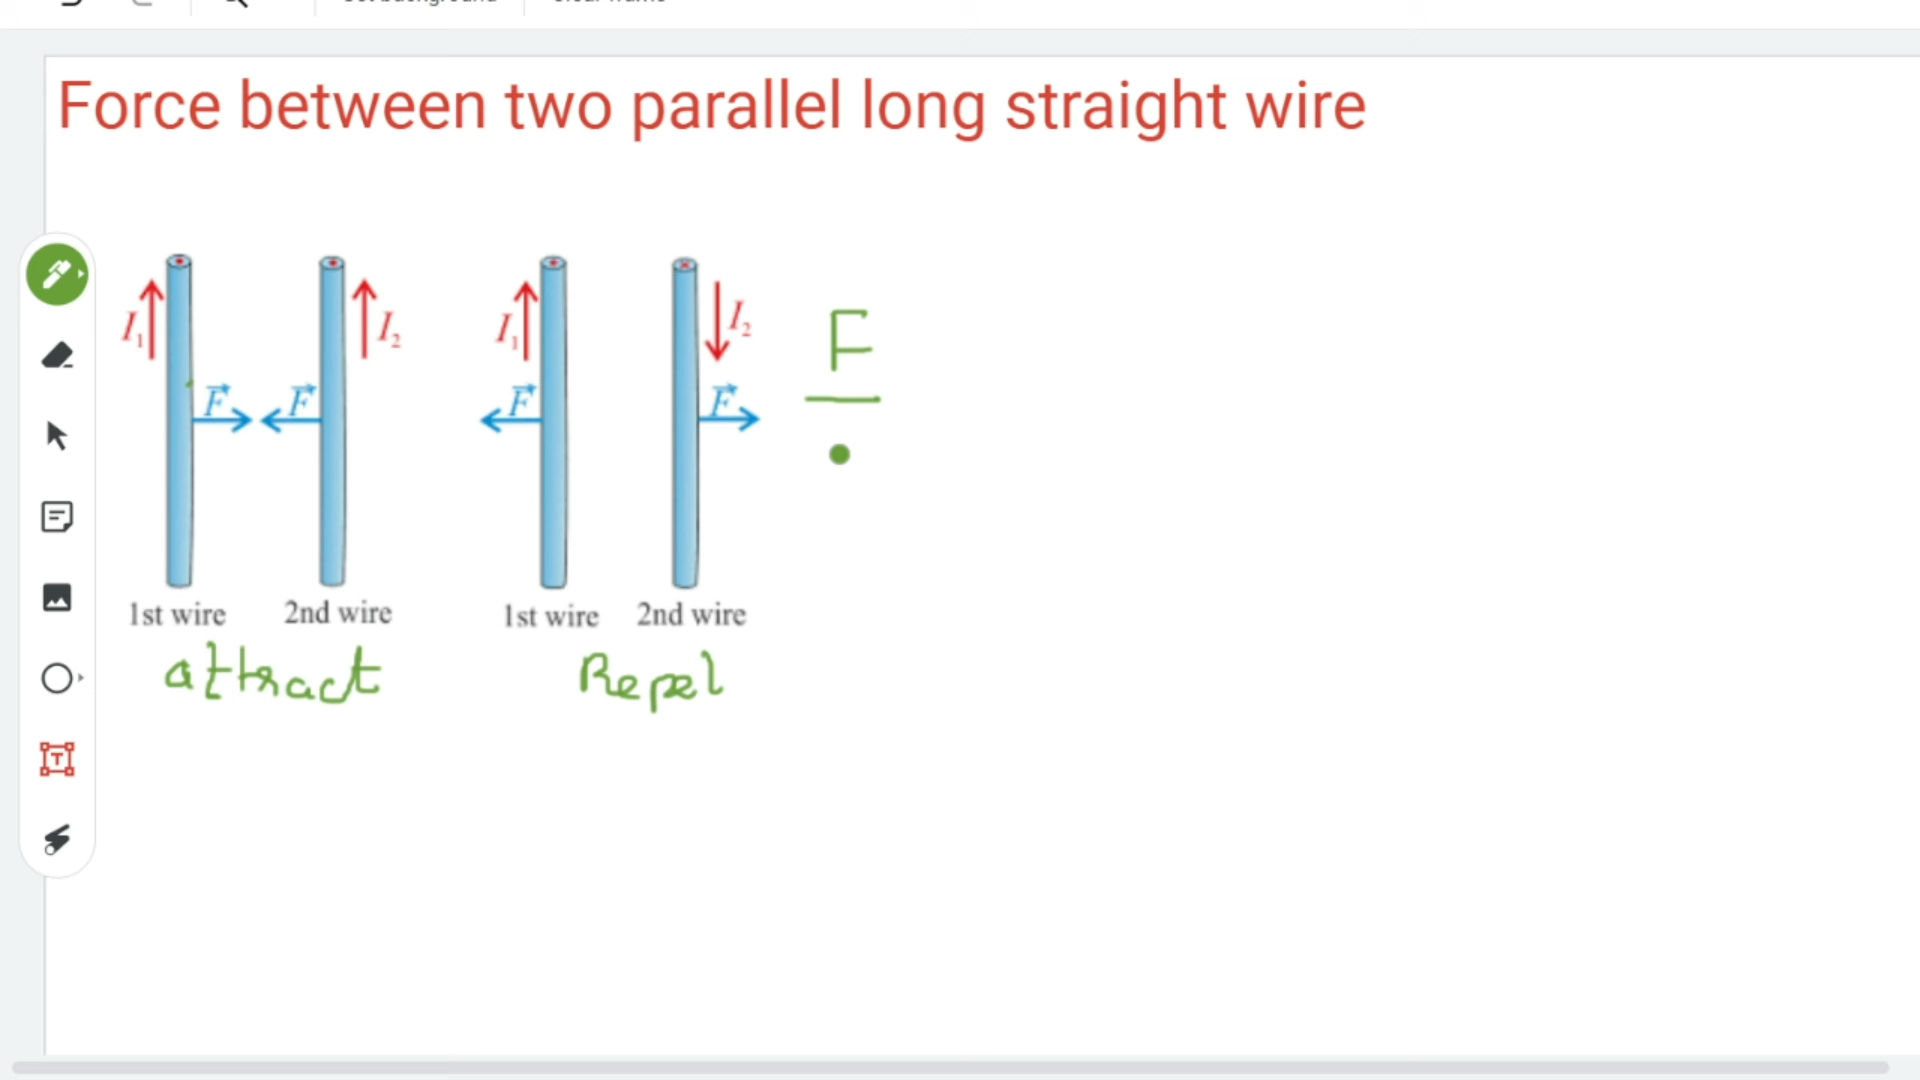 Force between two parallel long straight wire
I₁ I₂ I₁ I₂
F
F⃗ F⃗ F⃗ F⃗
1st wire 2nd wire 1st wire 2nd wire
attract Repel